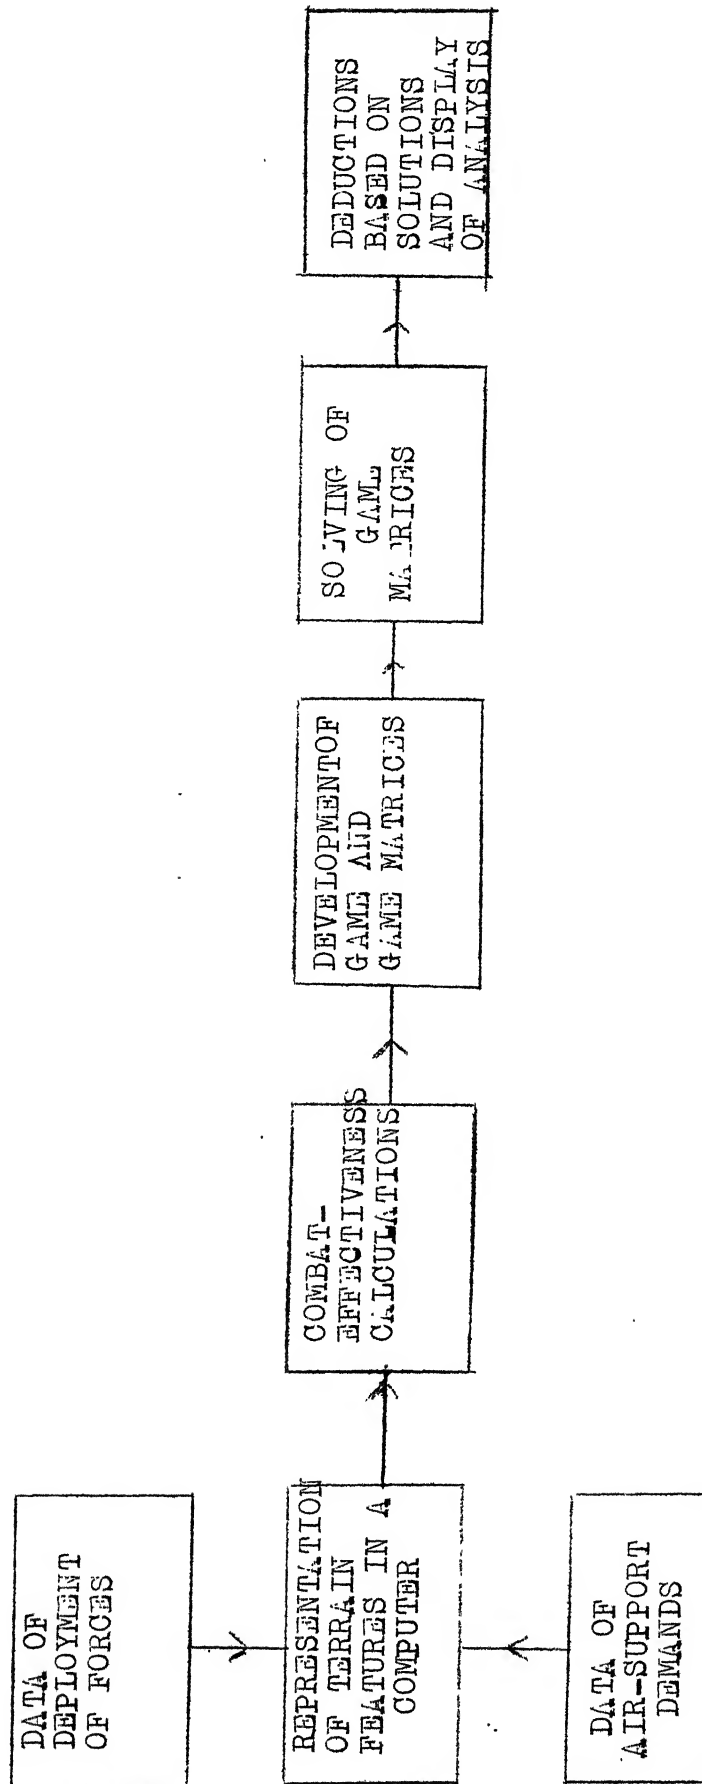 DATA OF
DEPLOYMENT
OF FORCES
REPRESENTATION
OF TERRAIN
FEATURES IN A
COMPUTER
DATA OF
AIR-SUPPORT
DEMANDS
COMBAT-
EFFECTIVENESS
CALCULATIONS
DEVELOPMENTOF
GAME AND
GAME MATRICES
SOLVING OF
GAME
MATRICES
DEDUCTIONS
BASED ON
SOLUTIONS
AND DISPLAY
OF ANALYSIS